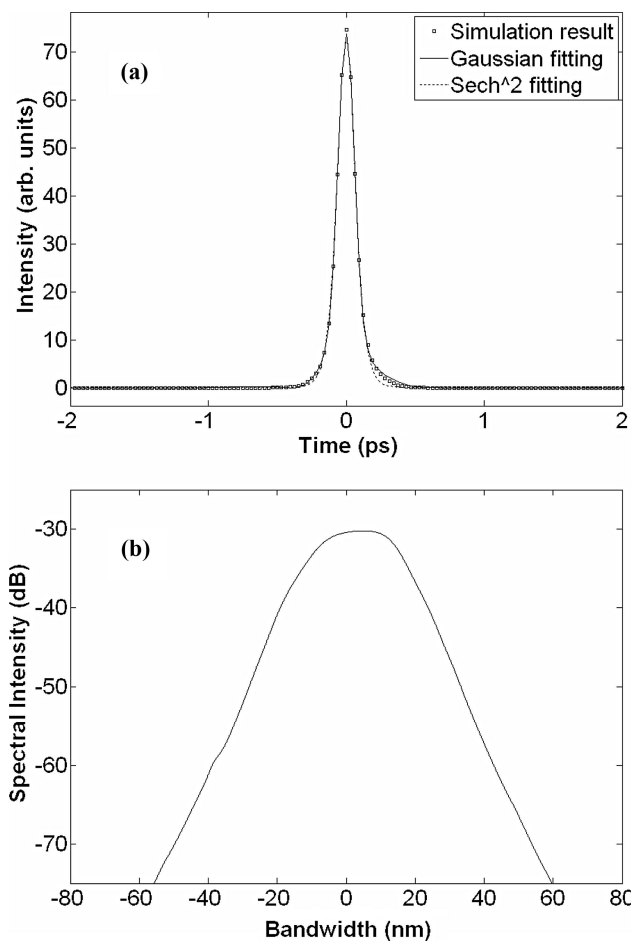 (a)
Simulation result
Gaussian fitting
Sech^2 fitting
70
60
50
40
30
20
10
0
Intensity (arb. units)
-2 -1 0 1 2
Time (ps)
(b)
-30
-40
-50
-60
-70
Spectral Intensity (dB)
-80 -60 -40 -20 0 20 40 60 80
Bandwidth (nm)